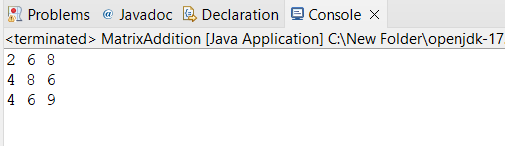 Problems @ Javadoc Declaration Console
<terminated> MatrixAddition [Java Application] C:\New Folder\openjdk-17
2 6 8
4 8 6
4 6 9